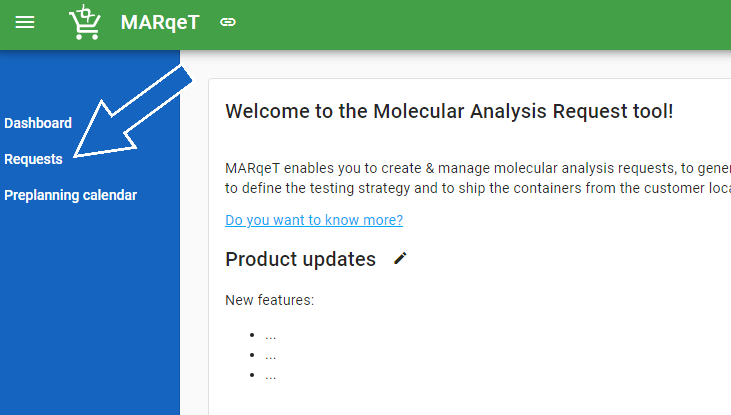 MARqeT
Dashboard
Requests
Preplanning calendar
Welcome to the Molecular Analysis Request tool!
MARqeT enables you to create & manage molecular analysis requests, to gener
to define the testing strategy and to ship the containers from the customer loca
Do you want to know more?
Product updates
New features:
• ...
• ...
• ...